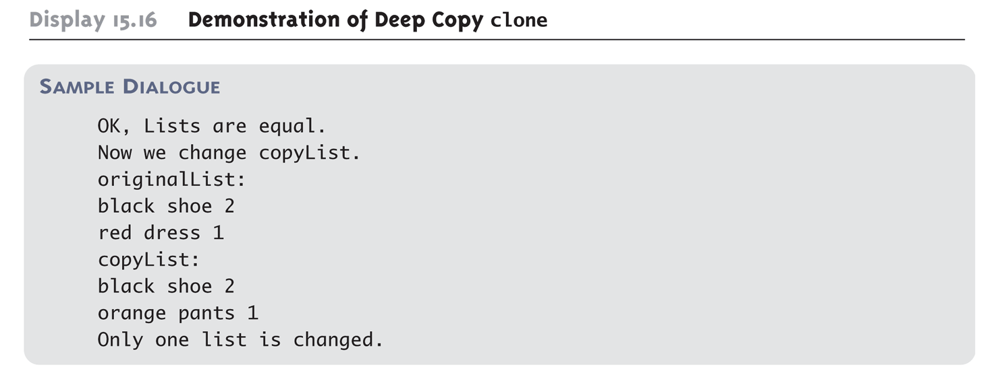 Display 15.16 Demonstration of Deep Copy clone
SAMPLE DIALOGUE
OK, Lists are equal.
Now we change copyList.
originalList:
black shoe 2
red dress 1
copyList:
black shoe 2
orange pants 1
Only one list is changed.